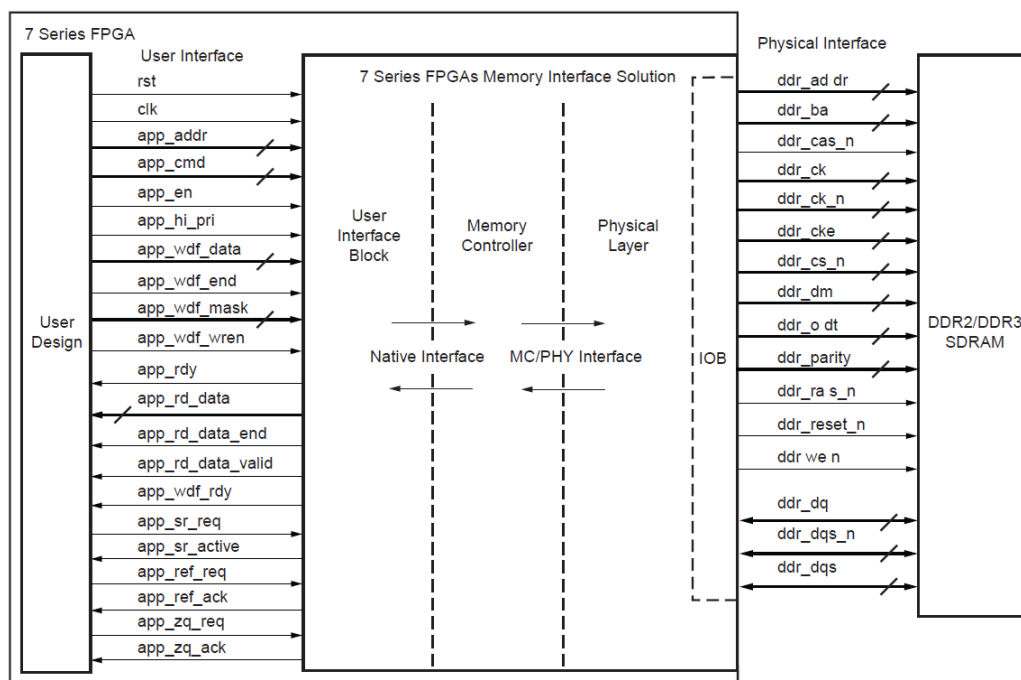 7 Series FPGA
User Interface
Physical Interface
7 Series FPGAs Memory Interface Solution
rst
clk
app_addr
app_cmd
app_en
app_hi_pri
app_wdf_data
app_wdf_end
app_wdf_mask
app_wdf_wren
app_rdy
app_rd_data
app_rd_data_end
app_rd_data_valid
app_wdf_rdy
app_sr_req
app_sr_active
app_ref_req
app_ref_ack
app_zq_req
app_zq_ack
User
Design
User
Interface
Block
Memory
Controller
Physical
Layer
Native Interface
MC/PHY Interface
IOB
ddr_ad dr
ddr_ba
ddr_cas_n
ddr_ck
ddr_ck_n
ddr_cke
ddr_cs_n
ddr_dm
ddr_o dt
ddr_parity
ddr_ra s_n
ddr_reset_n
ddr we n
ddr_dq
ddr_dqs_n
ddr_dqs
DDR2/DDR3
SDRAM